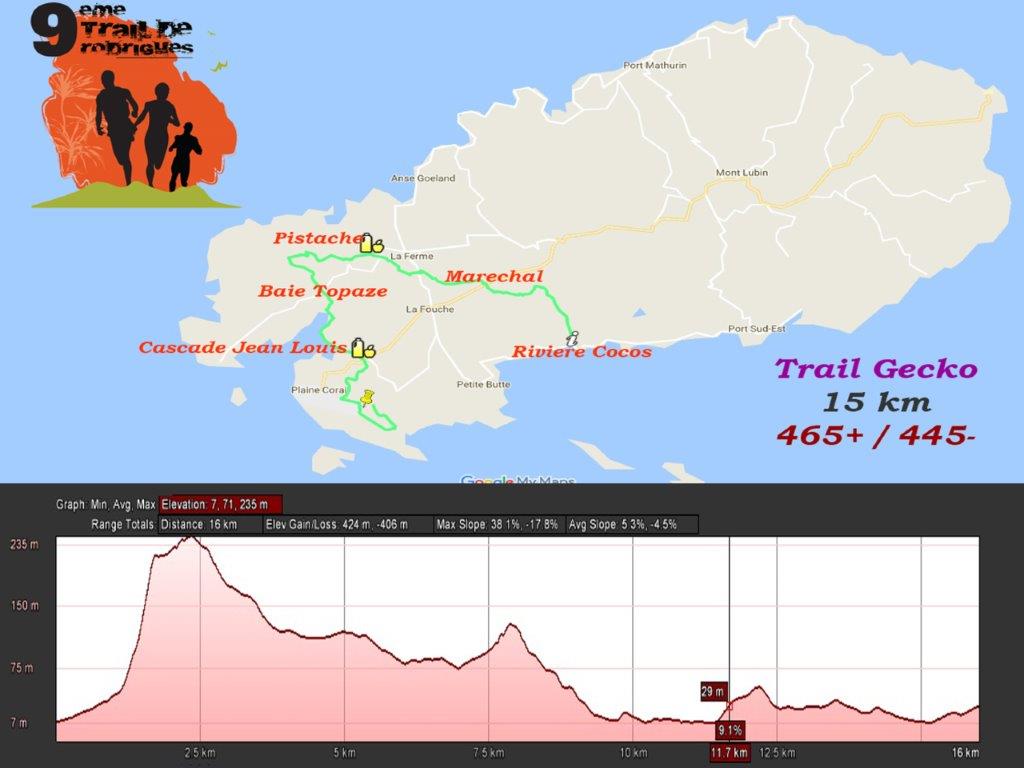 9eme
Trail De
rodrigues
Port Mathurin
Mont Lubin
Anse Goeland
Pistache
La Ferme
Marechal
Baie Topaze
La Fouche
Port Sud-Est
Cascade Jean Louis
Riviere Cocos
Plaine Corai
Petite Butte
Trail Gecko
15 km
465+ / 445-
Google My Maps
Graph: Min, Avg, Max Elevation: 7, 71, 235 m
Range Totals: Distance: 16 km Elev Gain/Loss: 424 m, -406 m Max Slope: 38.1%, -17.8% Avg Slope: 5.3%, -4.5%
235 m
150 m
75 m
29 m
7 m
9.1%
2.5 km 5 km 7.5 km 10 km 11.7 km 12.5 km 16 km